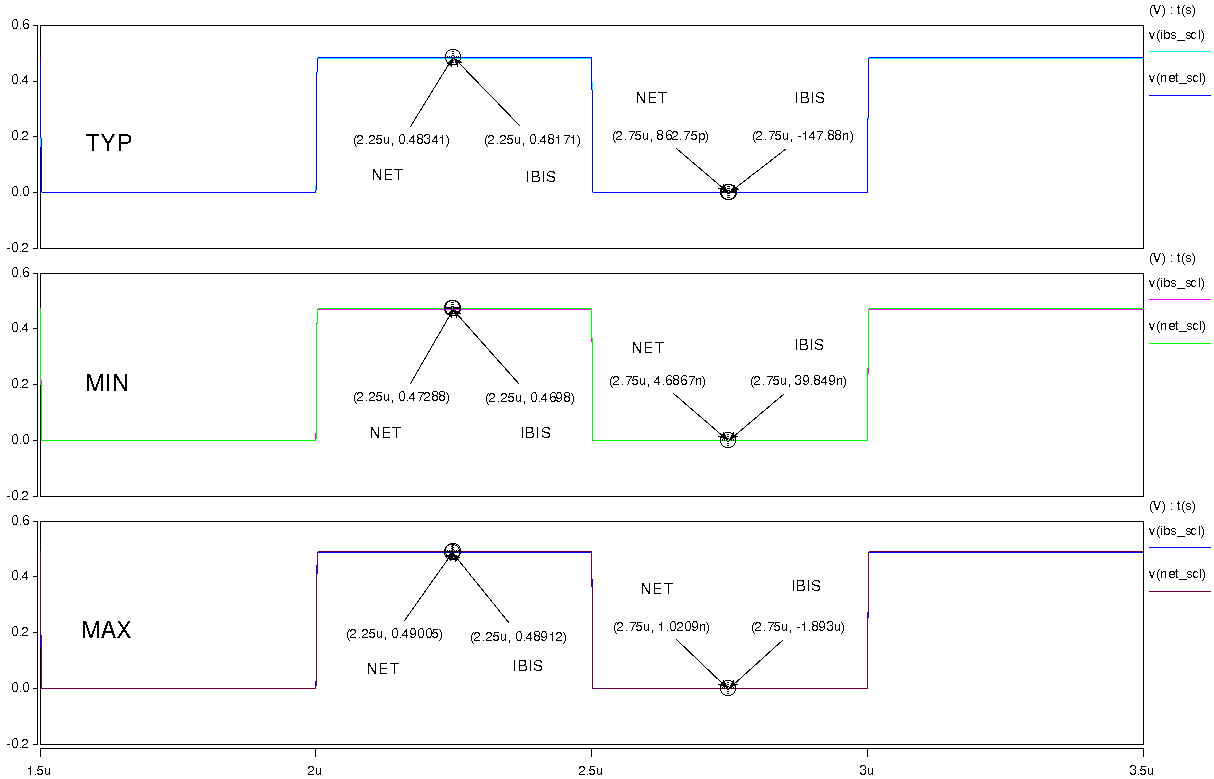 (V) : t(s)
0.6
v(ibs_scl)
v(net_scl)
0.4
NET IBIS
(2.25u, 0.48341) (2.25u, 0.48171) (2.75u, 862.75p) (2.75u, -147.88n)
0.2
TYP
NET IBIS
0.0
-0.2
(V) : t(s)
0.6
v(ibs_scl)
v(net_scl)
0.4
NET IBIS
(2.75u, 4.6867n) (2.75u, 39.849n)
MIN
0.2
(2.25u, 0.47288) (2.25u, 0.4698)
NET IBIS
0.0
-0.2
(V) : t(s)
0.6
v(ibs_scl)
v(net_scl)
0.4
NET IBIS
MAX
(2.25u, 0.49005) (2.25u, 0.48912) (2.75u, 1.0209n) (2.75u, -1.893u)
0.2
NET IBIS
0.0
-0.2
1.5u 2u 2.5u 3u 3.5u